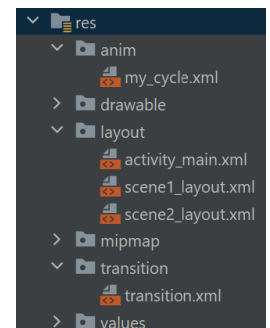 res
anim
my_cycle.xml
drawable
layout
activity_main.xml
scene1_layout.xml
scene2_layout.xml
mipmap
transition
transition.xml
values